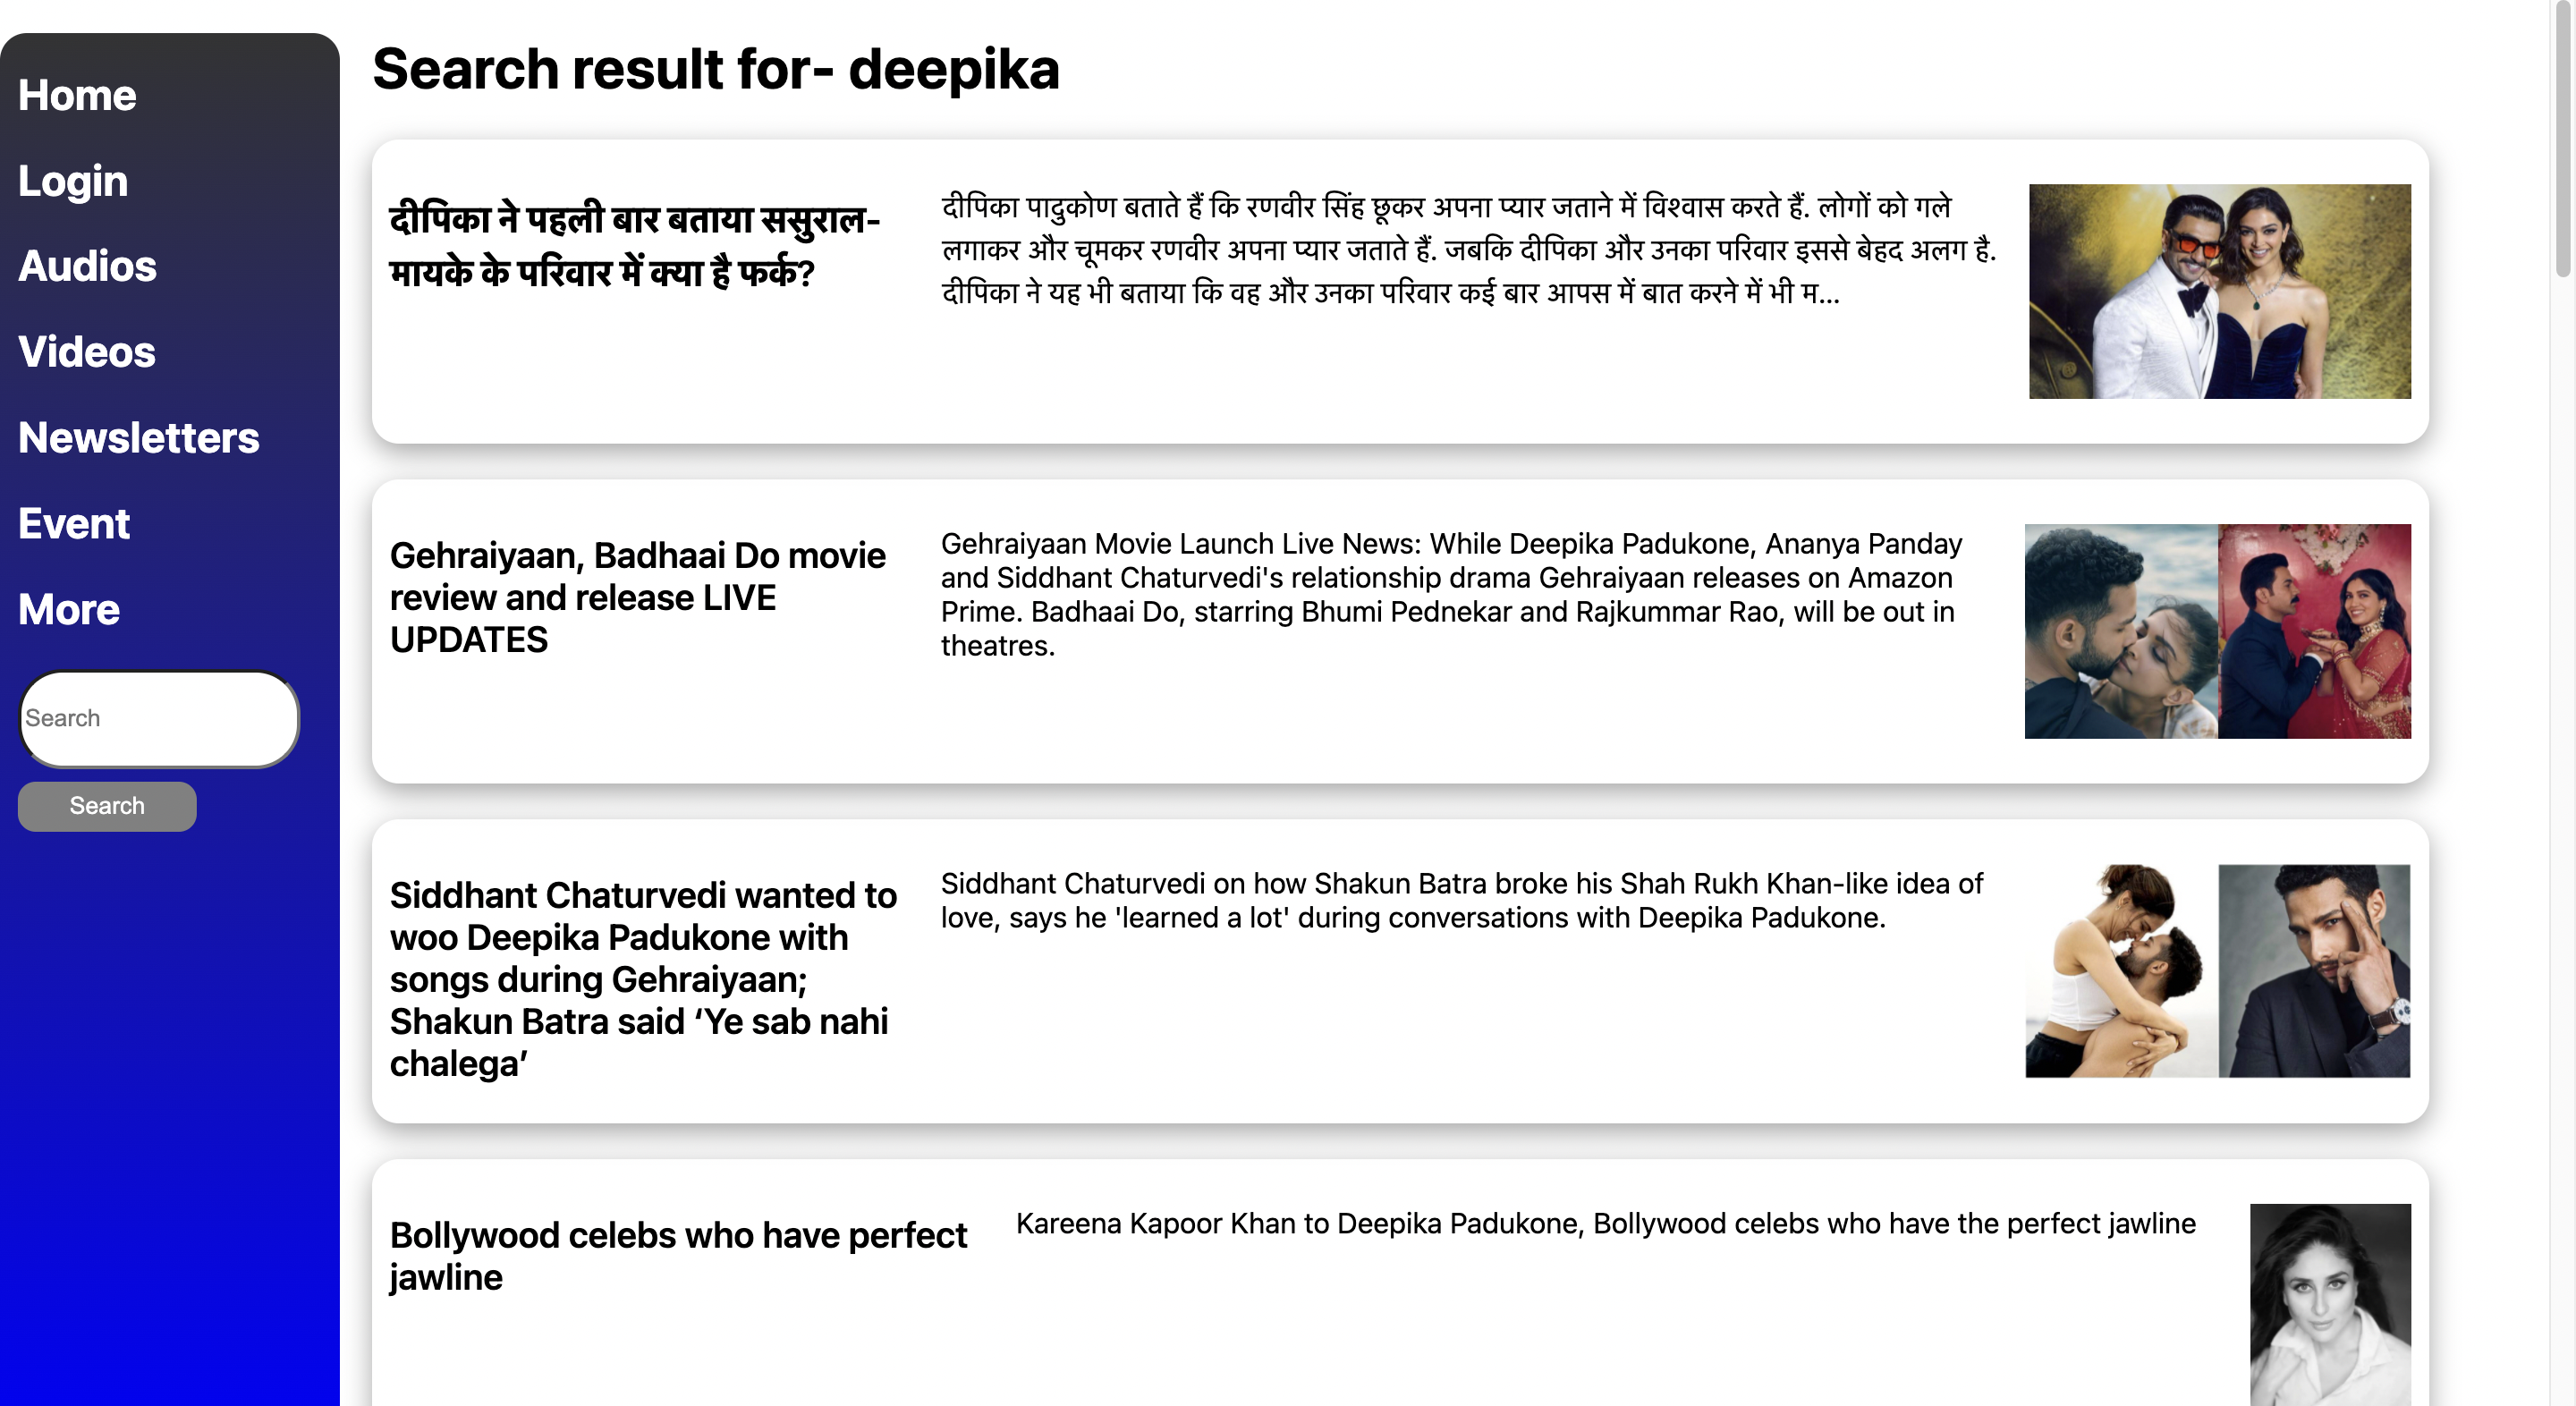 Home
Login
Audios
Videos
Newsletters
Event
More
Search
Search
Search result for- deepika
दीपिका ने पहली बार बताया ससुराल-
मायके के परिवार में क्या है फर्क?
दीपिका पादुकोण बताते हैं कि रणवीर सिंह छूकर अपना प्यार जताने में विश्वास करते हैं. लोगों को गले
लगाकर और चूमकर रणवीर अपना प्यार जताते हैं. जबकि दीपिका और उनका परिवार इससे बेहद अलग है.
दीपिका ने यह भी बताया कि वह और उनका परिवार कई बार आपस में बात करने में भी म...
Gehraiyaan, Badhaai Do movie
review and release LIVE
UPDATES
Gehraiyaan Movie Launch Live News: While Deepika Padukone, Ananya Panday
and Siddhant Chaturvedi's relationship drama Gehraiyaan releases on Amazon
Prime. Badhaai Do, starring Bhumi Pednekar and Rajkummar Rao, will be out in
theatres.
Siddhant Chaturvedi wanted to
woo Deepika Padukone with
songs during Gehraiyaan;
Shakun Batra said ‘Ye sab nahi
chalega’
Siddhant Chaturvedi on how Shakun Batra broke his Shah Rukh Khan-like idea of
love, says he 'learned a lot' during conversations with Deepika Padukone.
Bollywood celebs who have perfect
jawline
Kareena Kapoor Khan to Deepika Padukone, Bollywood celebs who have the perfect jawline